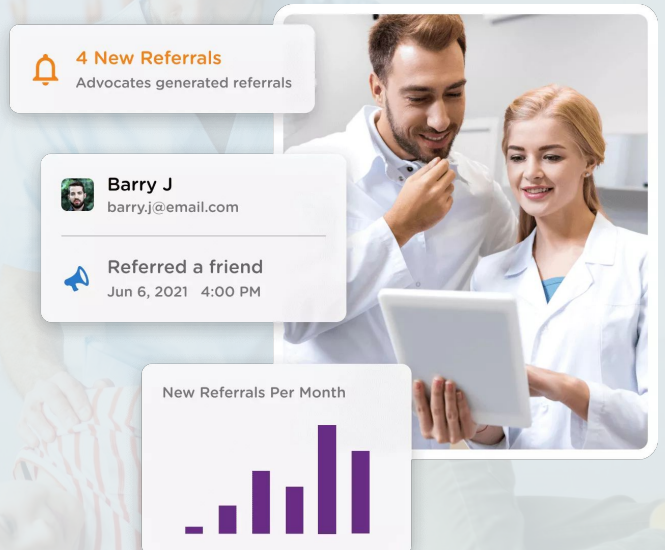 4 New Referrals
Advocates generated referrals
Barry J
barry.j@email.com
Referred a friend
Jun 6, 2021 4:00 PM
New Referrals Per Month